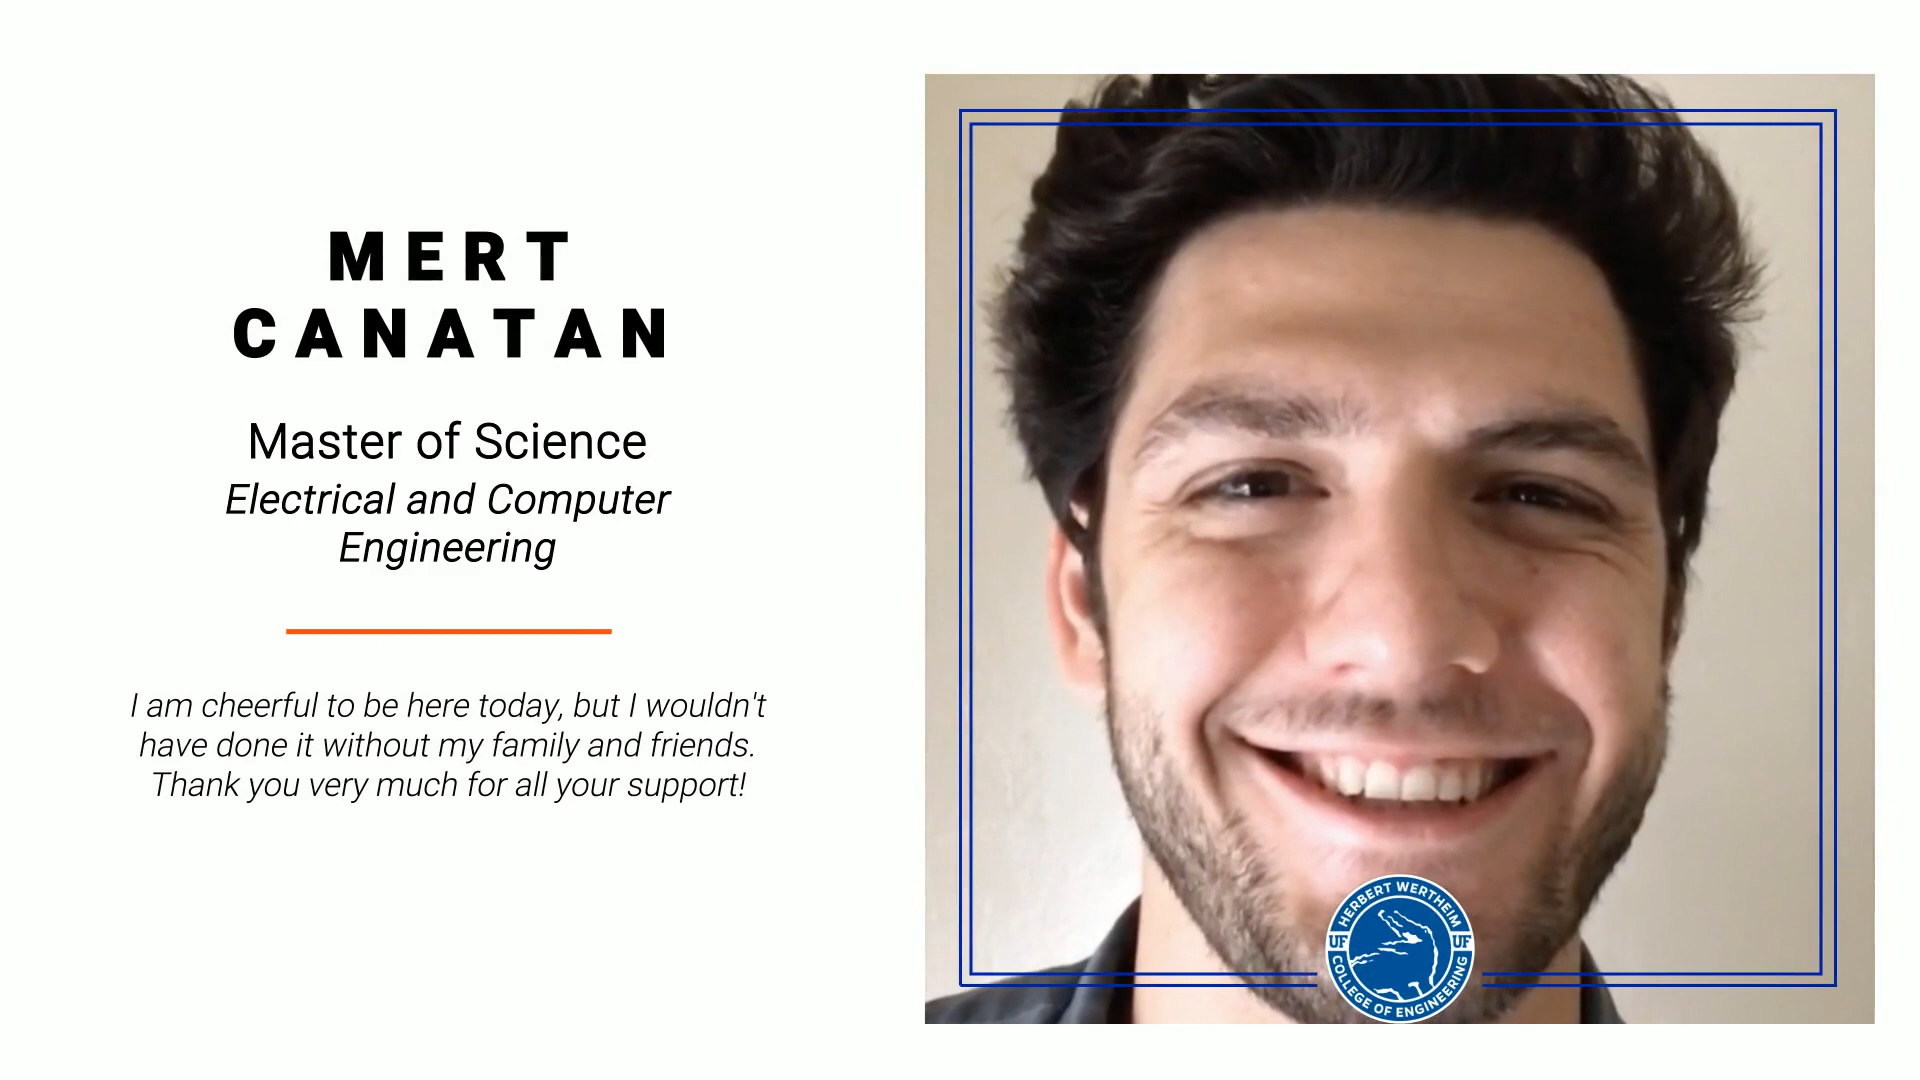 MERT
CANATAN
Master of Science
Electrical and Computer
Engineering
I am cheerful to be here today, but I wouldn't
have done it without my family and friends.
Thank you very much for all your support!
HERBERT WERTHEIM
UF UF
COLLEGE OF ENGINEERING